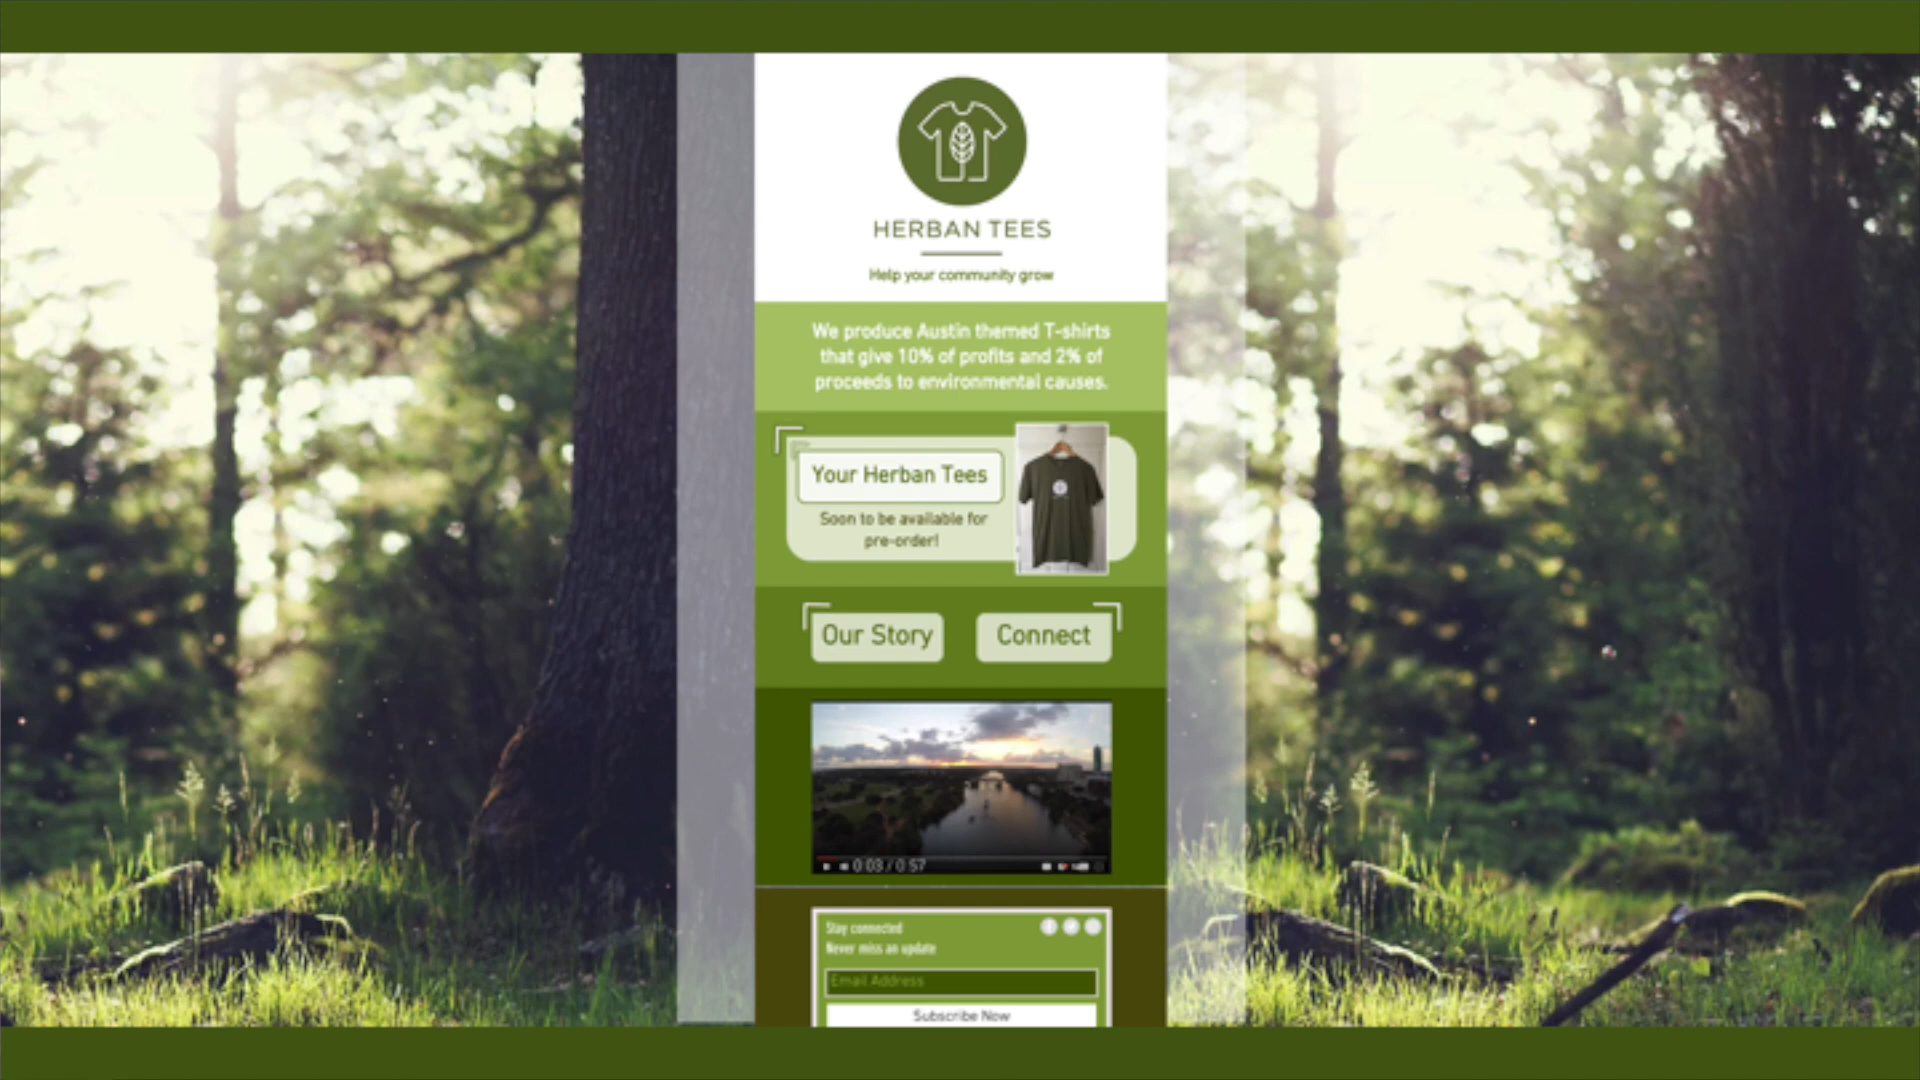 HERBAN TEES
Help your community grow
We produce Austin themed T-shirts
that give 10% of profits and 2% of
proceeds to environmental causes.
Your Herban Tees
Soon to be available for
pre-order!
Our Story
Connect
0:03 / 0:57
Stay connected
Never miss an update
Email Address
Subscribe Now